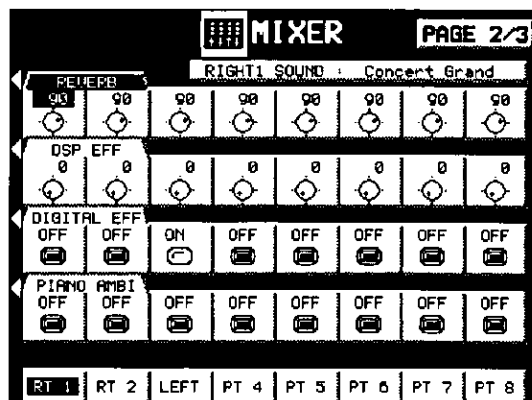 MIXER PAGE 2/3
RIGHT1 SOUND : Concert Grand
REVERB
90 90 90 90 90 90 90 90
DSP EFF
0 0 0 0 0 0 0 0
DIGITAL EFF
OFF OFF ON OFF OFF OFF OFF OFF
PIANO AMBI
OFF OFF OFF OFF OFF OFF OFF OFF
RT 1 RT 2 LEFT PT 4 PT 5 PT 6 PT 7 PT 8